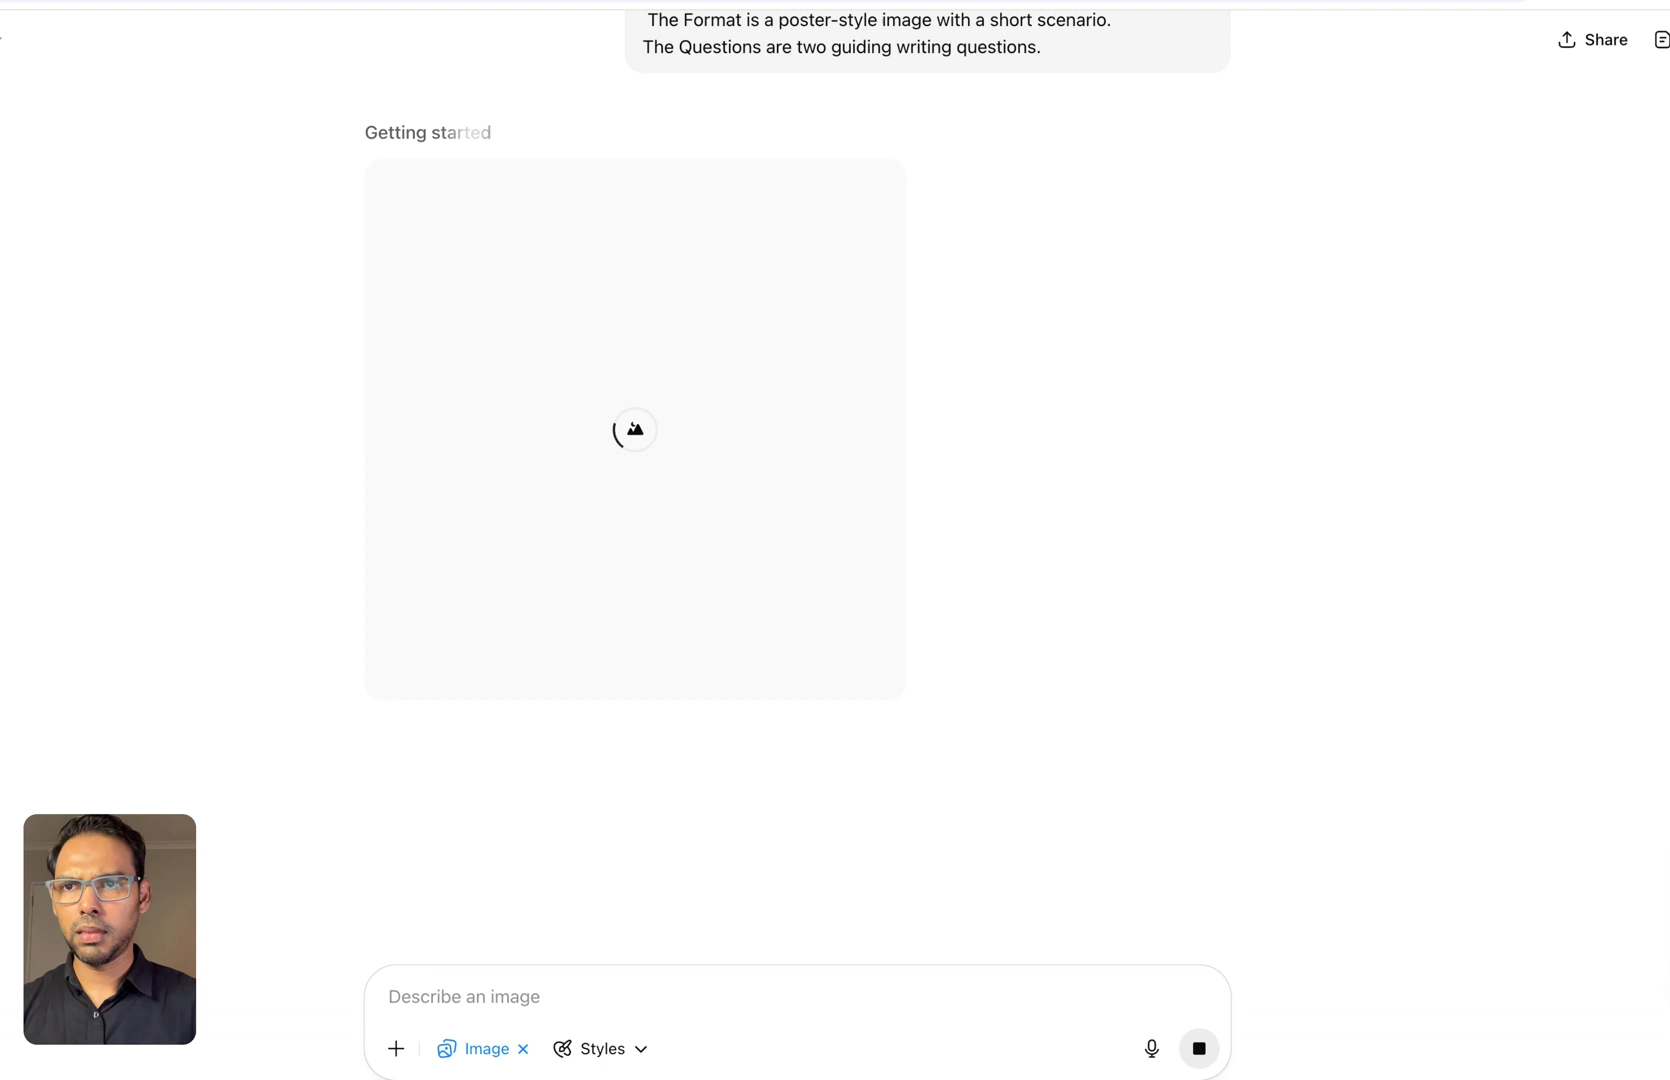 The Format is a poster-style image with a short scenario.
The Questions are two guiding writing questions.
Share
Getting started
Describe an image
Image
Styles